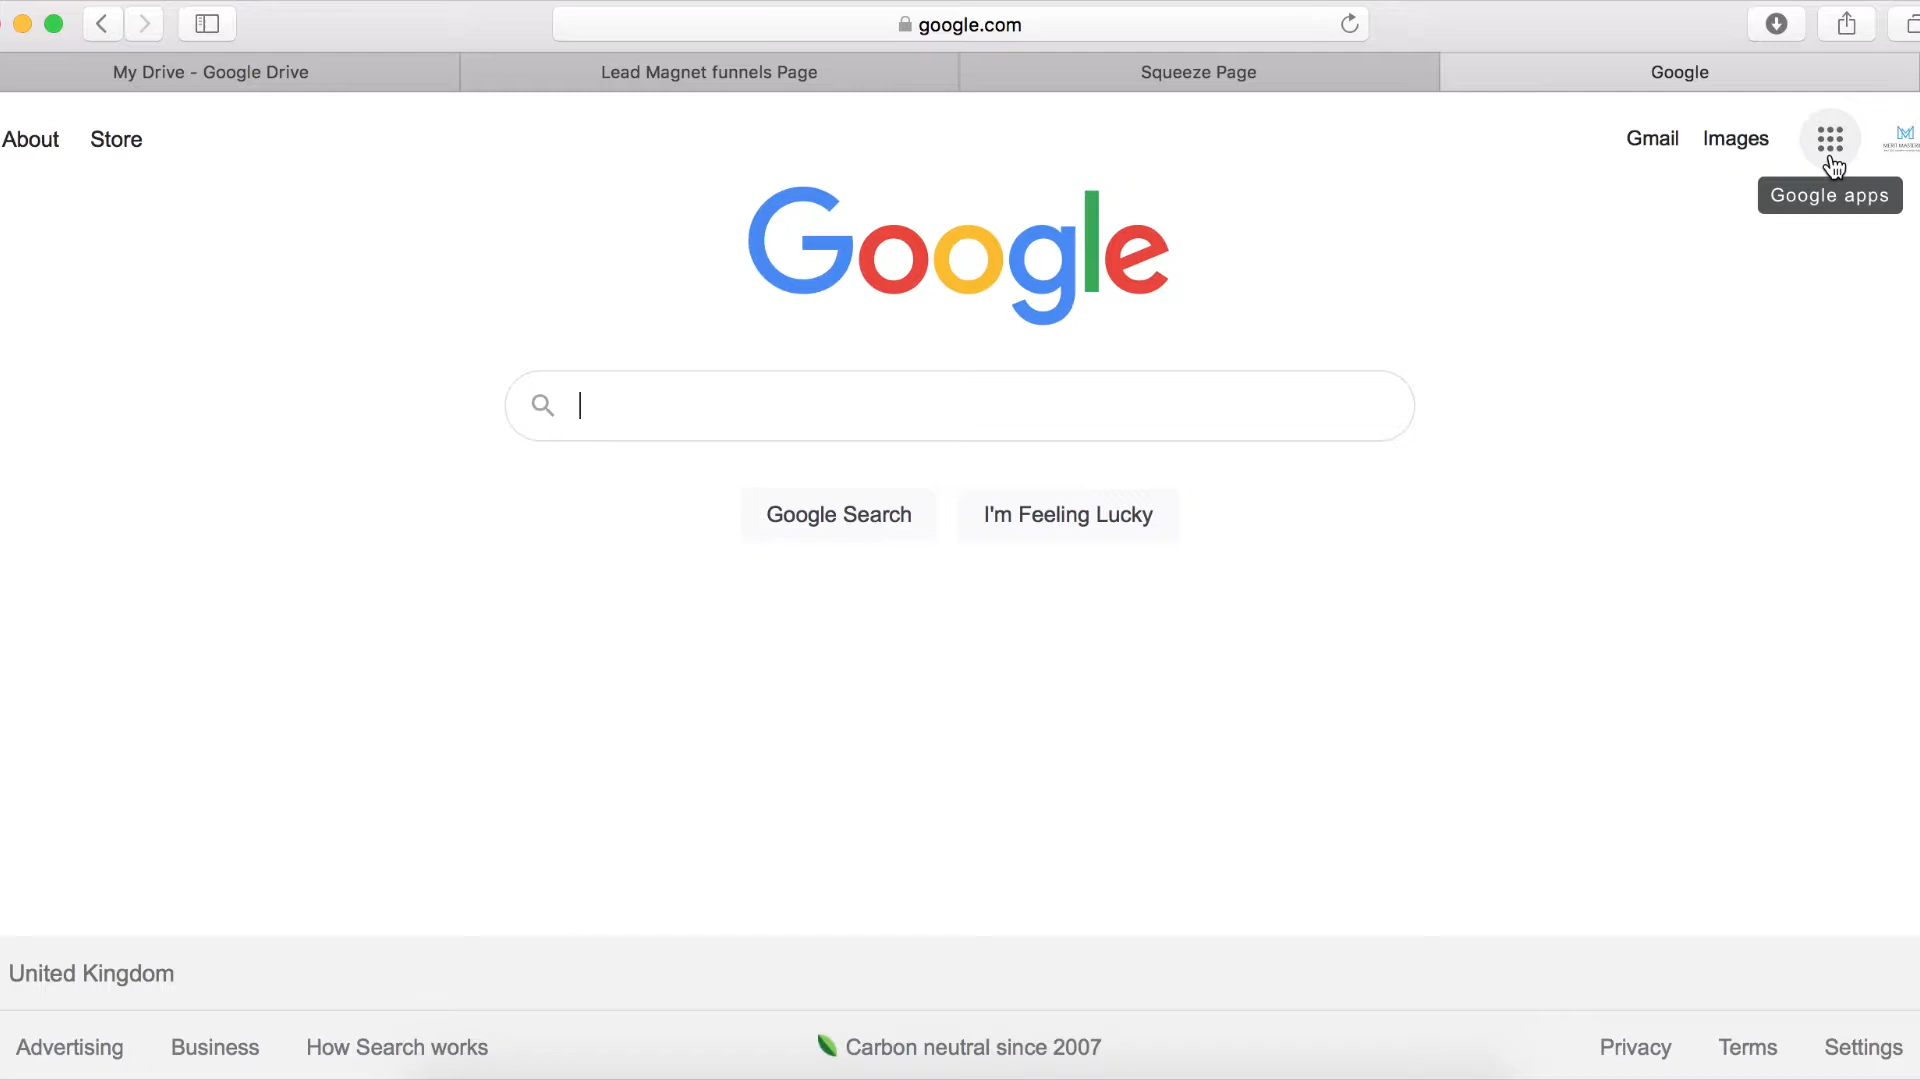 google.com
My Drive - Google Drive
Lead Magnet funnels Page
Squeeze Page
Google
About
Store
Gmail
Images
Google apps
Google
Google Search
I'm Feeling Lucky
United Kingdom
Advertising
Business
How Search works
Carbon neutral since 2007
Privacy
Terms
Settings